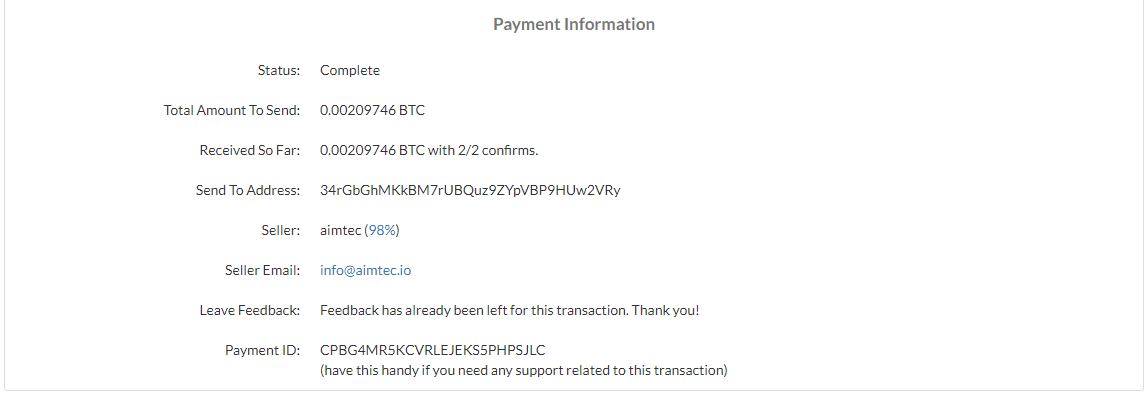 Payment Information
Status: Complete
Total Amount To Send: 0.00209746 BTC
Received So Far: 0.00209746 BTC with 2/2 confirms.
Send To Address: 34rGbGhMKkBM7rUBQuz9ZYpVBP9HUw2VRy
Seller: aimtec (98%)
Seller Email: info@aimtec.io
Leave Feedback: Feedback has already been left for this transaction. Thank you!
Payment ID: CPBG4MR5KCVRLEJEKS5PHPSJLC
(have this handy if you need any support related to this transaction)